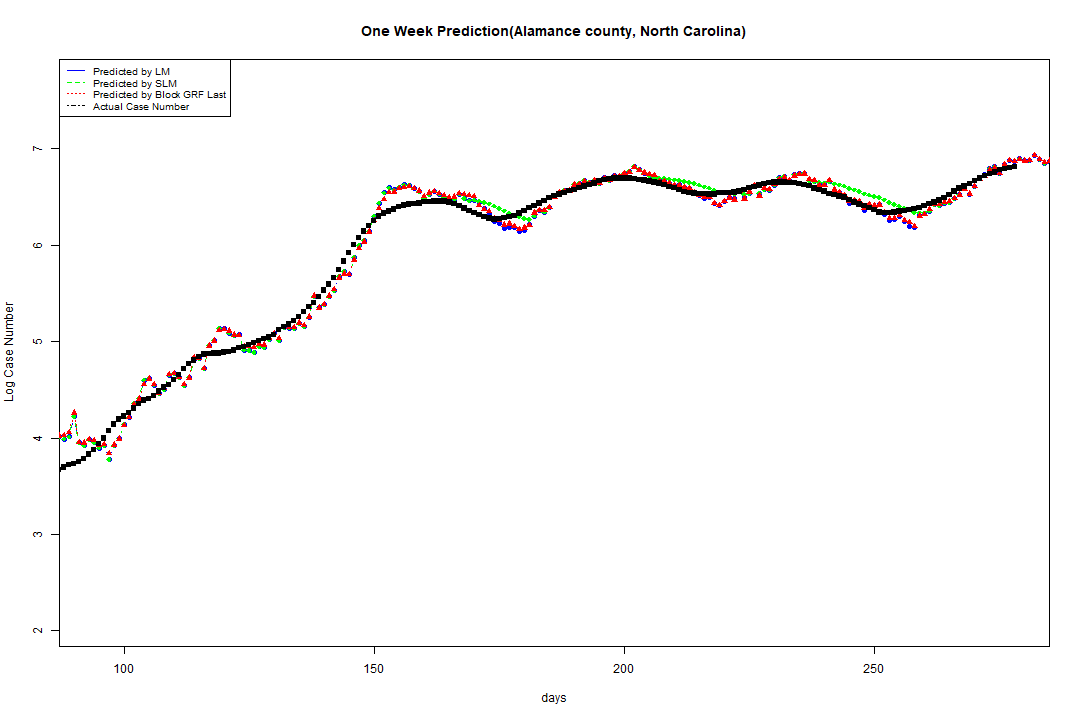 One Week Prediction(Alamance county, North Carolina)
Predicted by LM
Predicted by SLM
Predicted by Block GRF Last
Actual Case Number
7
6
5
4
3
2
Log Case Number
100 150 200 250
days